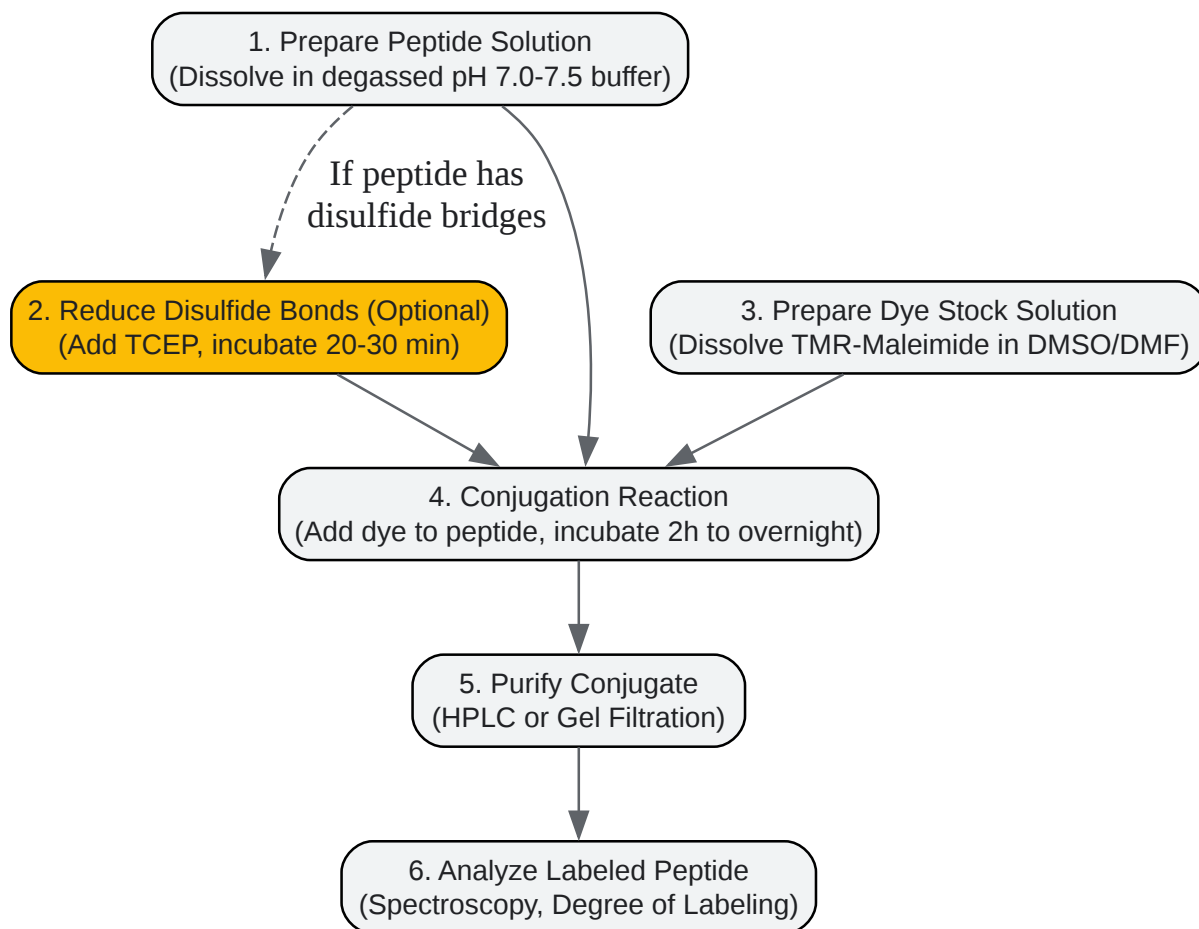 1. Prepare Peptide Solution
(Dissolve in degassed pH 7.0-7.5 buffer)
If peptide has
disulfide bridges
2. Reduce Disulfide Bonds (Optional)
(Add TCEP, incubate 20-30 min)
3. Prepare Dye Stock Solution
(Dissolve TMR-Maleimide in DMSO/DMF)
4. Conjugation Reaction
(Add dye to peptide, incubate 2h to overnight)
5. Purify Conjugate
(HPLC or Gel Filtration)
6. Analyze Labeled Peptide
(Spectroscopy, Degree of Labeling)